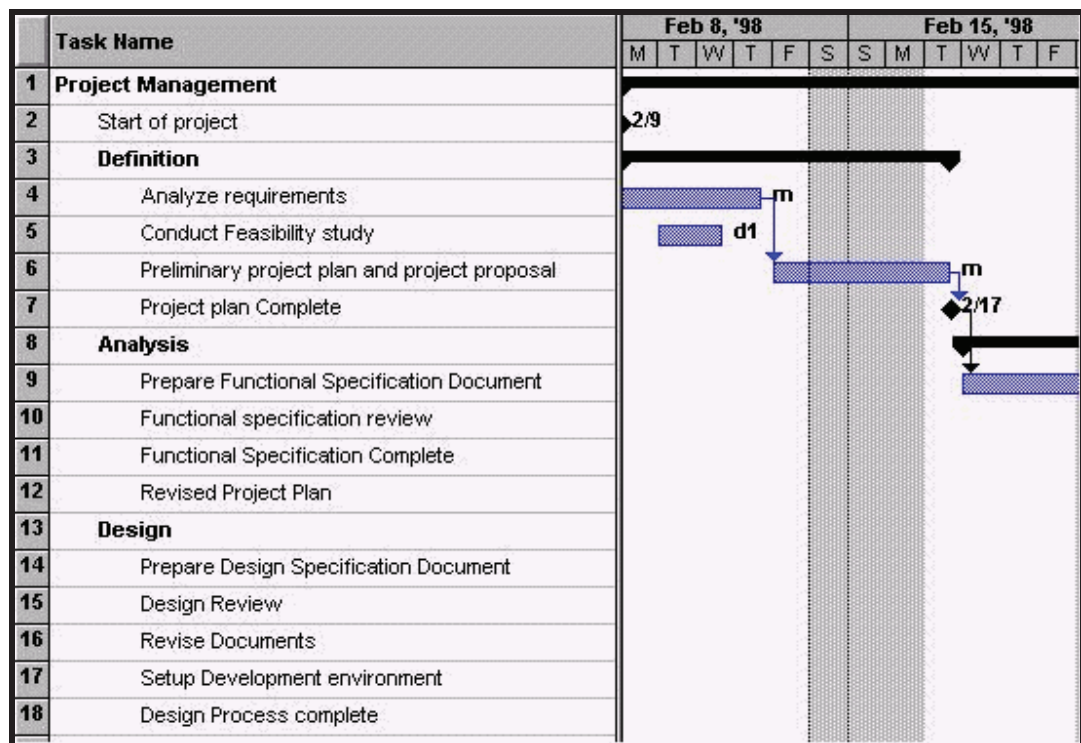 Task Name
Feb 8, '98
Feb 15, '98
M T W T F S S M T W T F
1 Project Management
2 Start of project
2/9
3 Definition
4 Analyze requirements
m
5 Conduct Feasibility study
d1
6 Preliminary project plan and project proposal
m
7 Project plan Complete
2/17
8 Analysis
9 Prepare Functional Specification Document
10 Functional specification review
11 Functional Specification Complete
12 Revised Project Plan
13 Design
14 Prepare Design Specification Document
15 Design Review
16 Revise Documents
17 Setup Development environment
18 Design Process complete